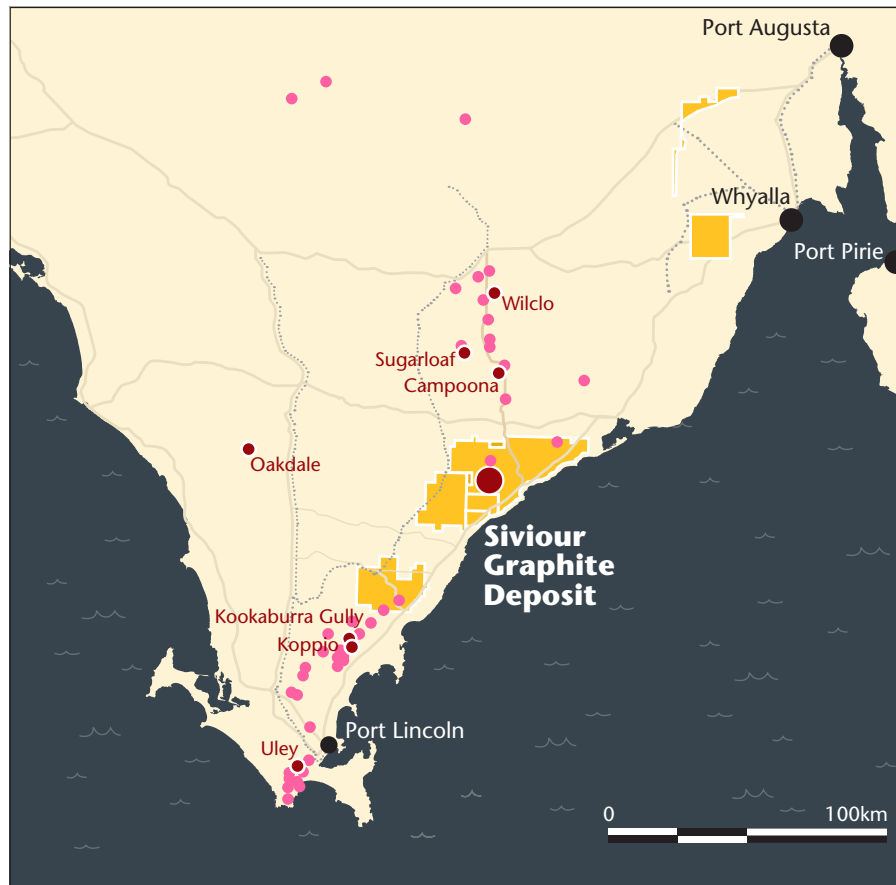 Port Augusta
Whyalla
Port Pirie
Wilclo
Sugarloaf
Campoona
Oakdale
Siviour
Graphite
Deposit
Kookaburra Gully
Koppio
Port Lincoln
Uley
0 100km